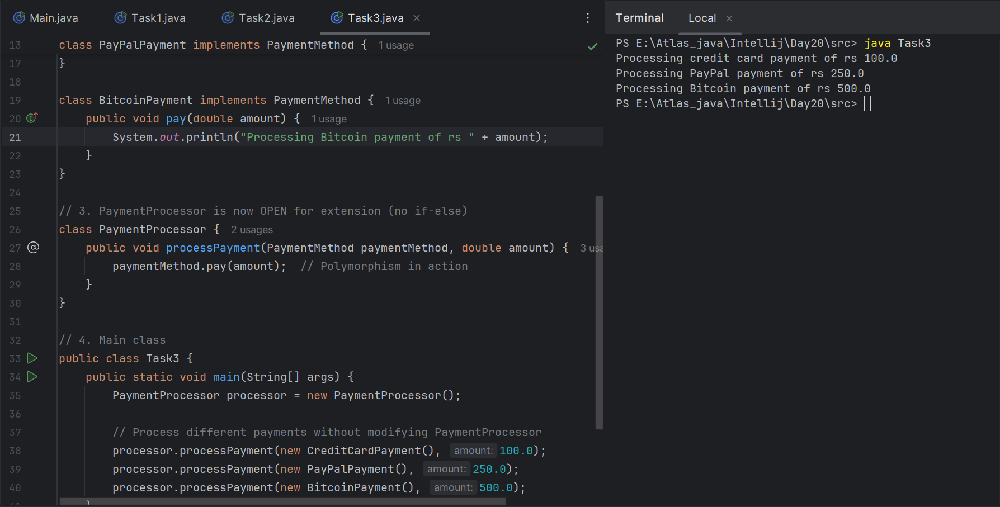 Main.java Task1.java Task2.java Task3.java
13 class PayPalPayment implements PaymentMethod { 1 usage
17 }
18
19 class BitcoinPayment implements PaymentMethod { 1 usage
20 public void pay(double amount) { 1 usage
21 System.out.println("Processing Bitcoin payment of rs " + amount);
22 }
23 }
24
25 // 3. PaymentProcessor is now OPEN for extension (no if-else)
26 class PaymentProcessor { 2 usages
27 public void processPayment(PaymentMethod paymentMethod, double amount) { 3 usa
28 paymentMethod.pay(amount); // Polymorphism in action
29 }
30 }
31
32 // 4. Main class
33 public class Task3 {
34 public static void main(String[] args) {
35 PaymentProcessor processor = new PaymentProcessor();
36
37 // Process different payments without modifying PaymentProcessor
38 processor.processPayment(new CreditCardPayment(), amount: 100.0);
39 processor.processPayment(new PayPalPayment(), amount: 250.0);
40 processor.processPayment(new BitcoinPayment(), amount: 500.0);
Terminal Local
PS E:\Atlas_java\Intellij\Day20\src> java Task3
Processing credit card payment of rs 100.0
Processing PayPal payment of rs 250.0
Processing Bitcoin payment of rs 500.0
PS E:\Atlas_java\Intellij\Day20\src>